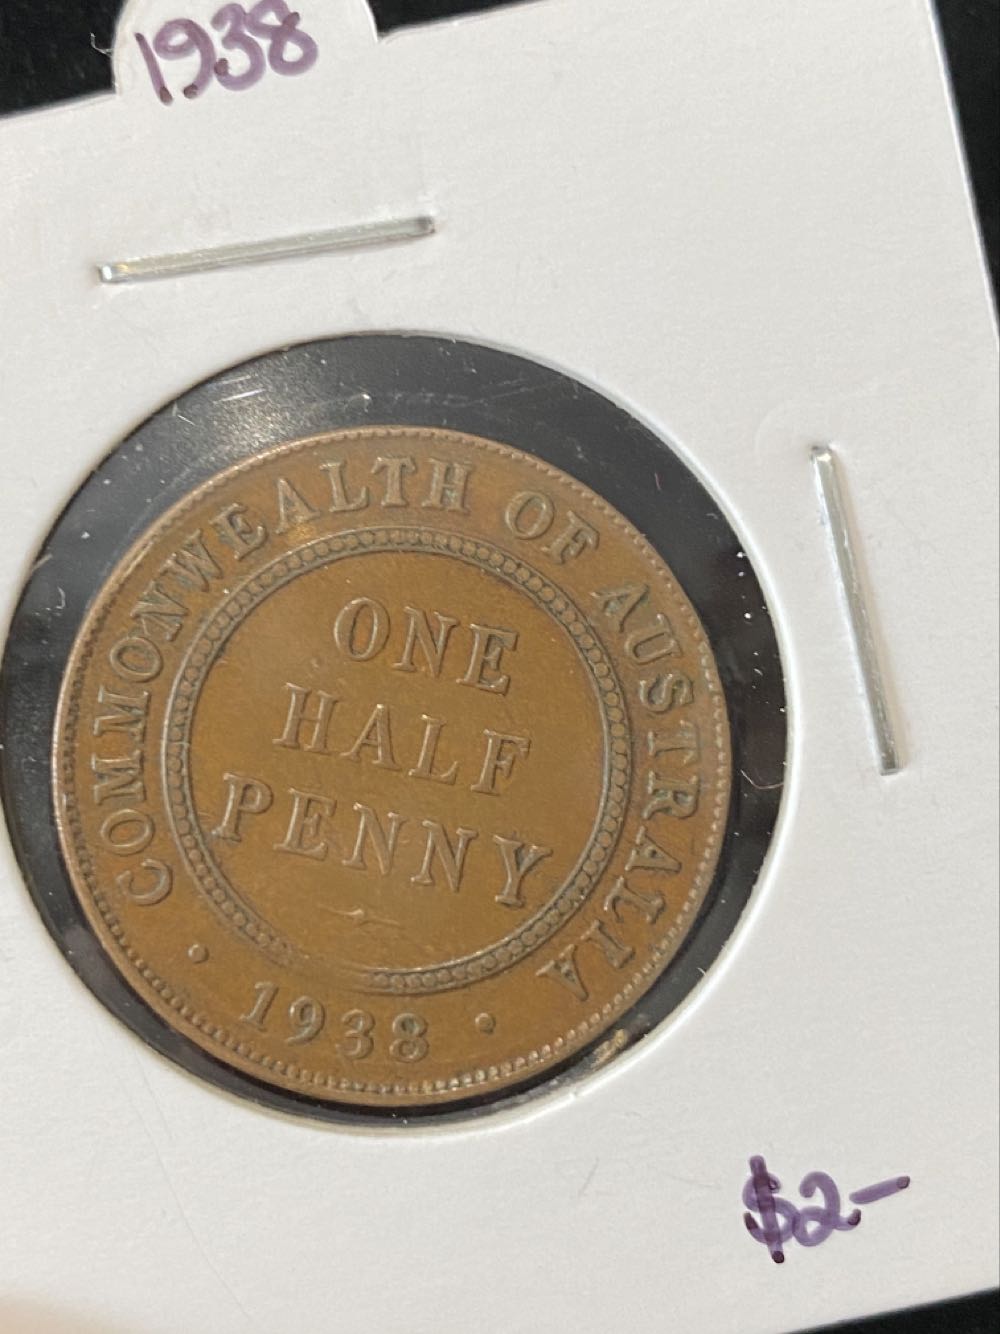 1938
COMMONWEALTH OF AUSTRALIA
ONE
HALF
PENNY
· 1938 ·
$2-